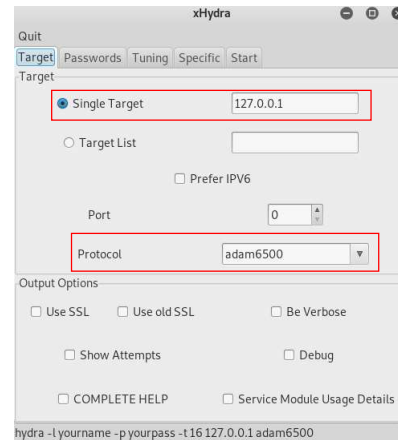 xHydra
Quit
Target Passwords Tuning Specific Start
Target
Single Target 127.0.0.1
Target List
Prefer IPV6
Port 0
Protocol adam6500
Output Options
Use SSL Use old SSL Be Verbose
Show Attempts Debug
COMPLETE HELP Service Module Usage Details
hydra -l yourname -p yourpass -t 16 127.0.0.1 adam6500